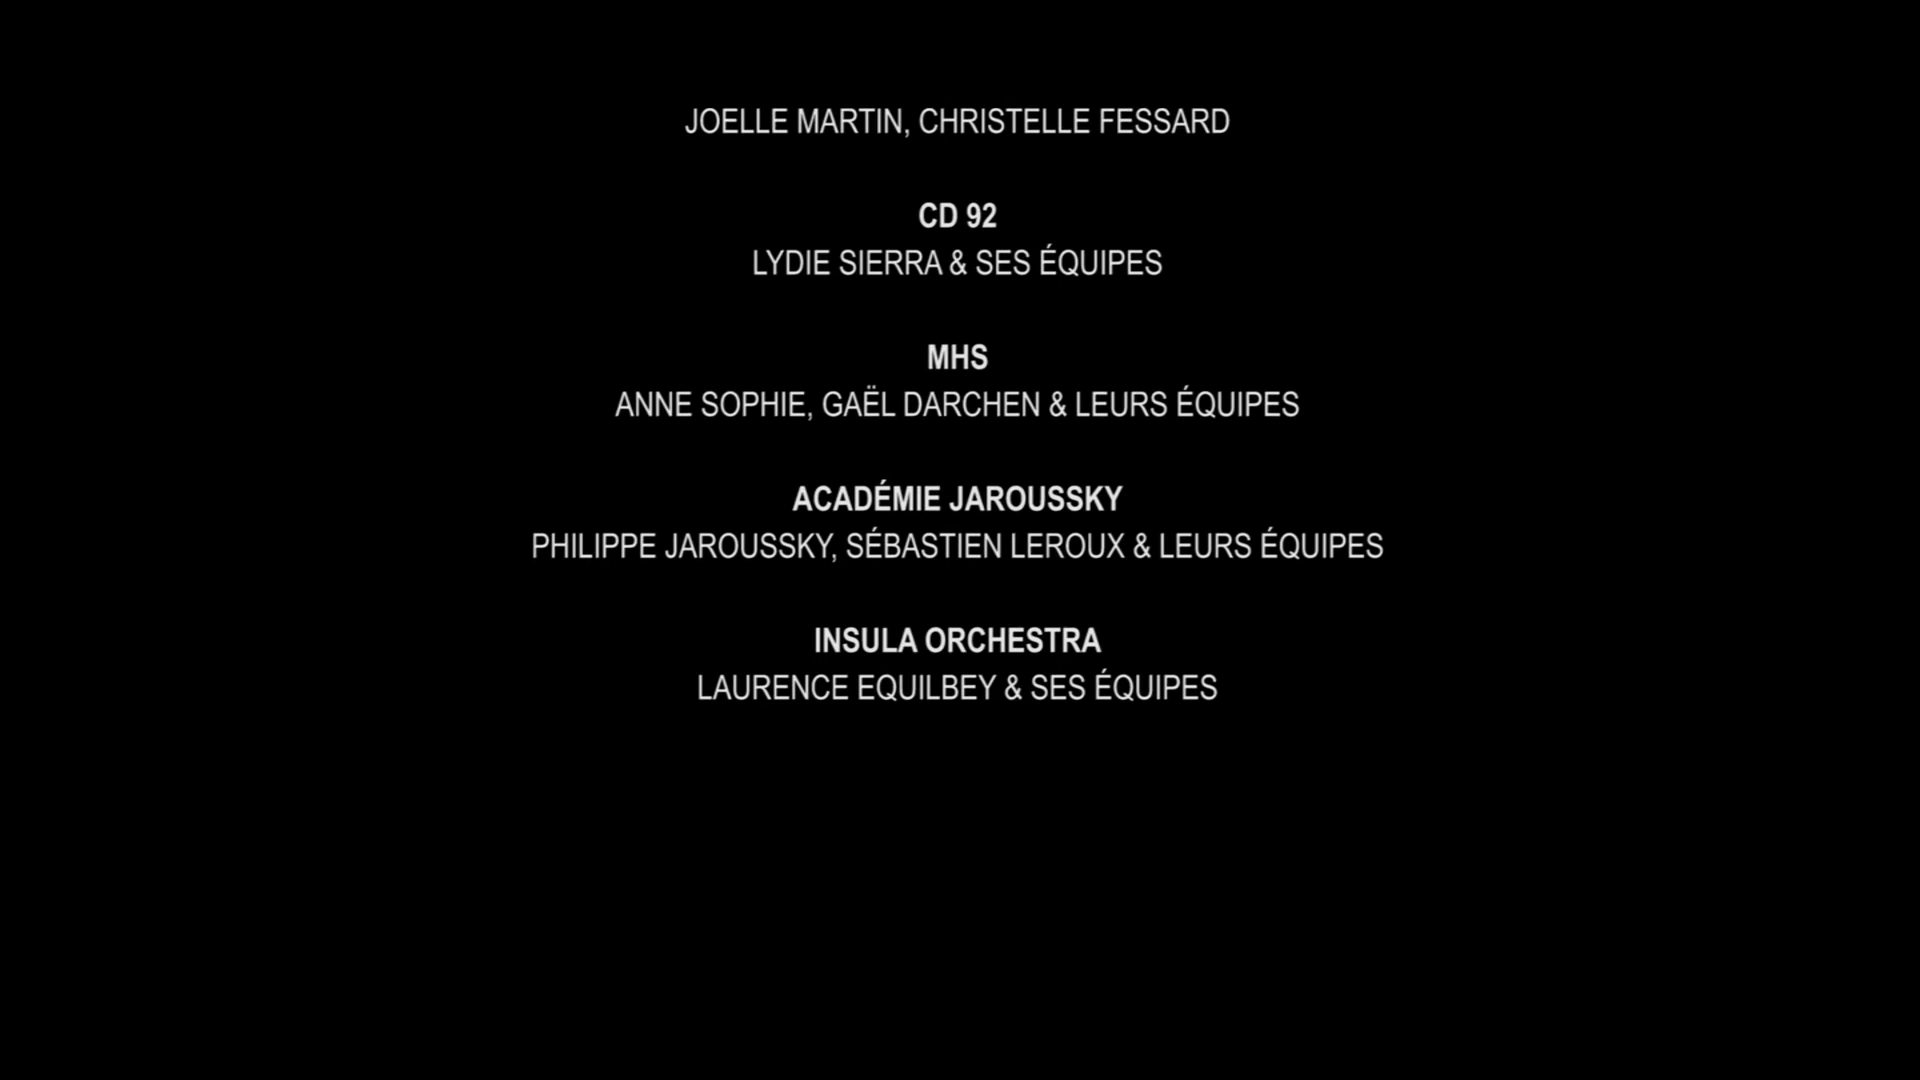 JOELLE MARTIN, CHRISTELLE FESSARD
CD 92
LYDIE SIERRA & SES ÉQUIPES
MHS
ANNE SOPHIE, GAËL DARCHEN & LEURS ÉQUIPES
ACADÉMIE JAROUSSKY
PHILIPPE JAROUSSKY, SÉBASTIEN LEROUX & LEURS ÉQUIPES
INSULA ORCHESTRA
LAURENCE EQUILBEY & SES ÉQUIPES